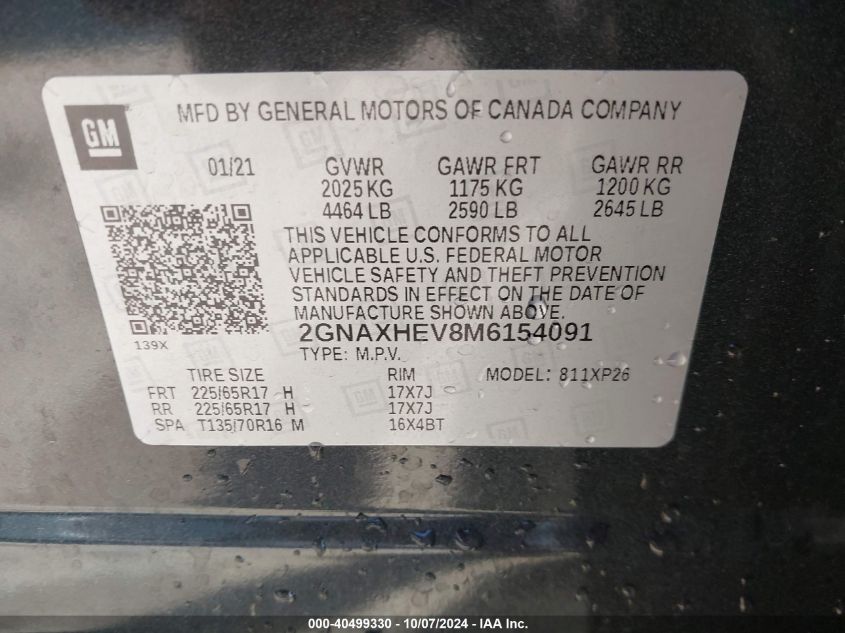 MFD BY GENERAL MOTORS OF CANADA COMPANY
GM
01/21 GVWR GAWR FRT GAWR RR
2025 KG 1175 KG 1200 KG
4464 LB 2590 LB 2645 LB
THIS VEHICLE CONFORMS TO ALL
APPLICABLE U.S. FEDERAL MOTOR
VEHICLE SAFETY AND THEFT PREVENTION
STANDARDS IN EFFECT ON THE DATE OF
MANUFACTURE SHOWN ABOVE.
2GNAXHEV8M6154091
139X
TYPE: M.P.V.
TIRE SIZE RIM MODEL: 811XP26
FRT 225/65R17 H 17X7J
RR 225/65R17 H 17X7J
SPA T135/70R16 M 16X4BT
000-40499330 - 10/07/2024 - IAA Inc.